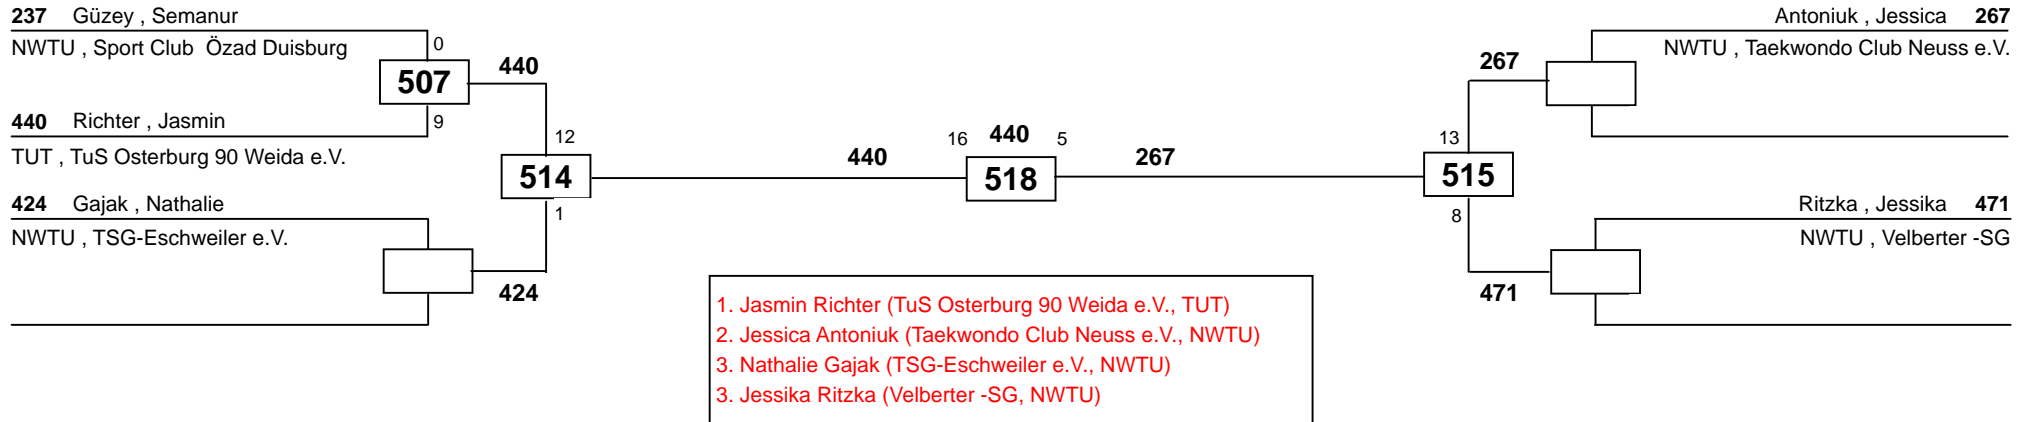 237 Güzey , Semanur
NWTU , Sport Club Özad Duisburg
0
507
440
9
440 Richter , Jasmin
TUT , TuS Osterburg 90 Weida e.V.
12
514
1
424 Gajak , Nathalie
NWTU , TSG-Eschweiler e.V.
424
440
16 440 5
518
267
Antoniuk , Jessica 267
NWTU , Taekwondo Club Neuss e.V.
267
13
515
8
Ritzka , Jessika 471
NWTU , Velberter -SG
471
1. Jasmin Richter (TuS Osterburg 90 Weida e.V., TUT)
2. Jessica Antoniuk (Taekwondo Club Neuss e.V., NWTU)
3. Nathalie Gajak (TSG-Eschweiler e.V., NWTU)
3. Jessika Ritzka (Velberter -SG, NWTU)